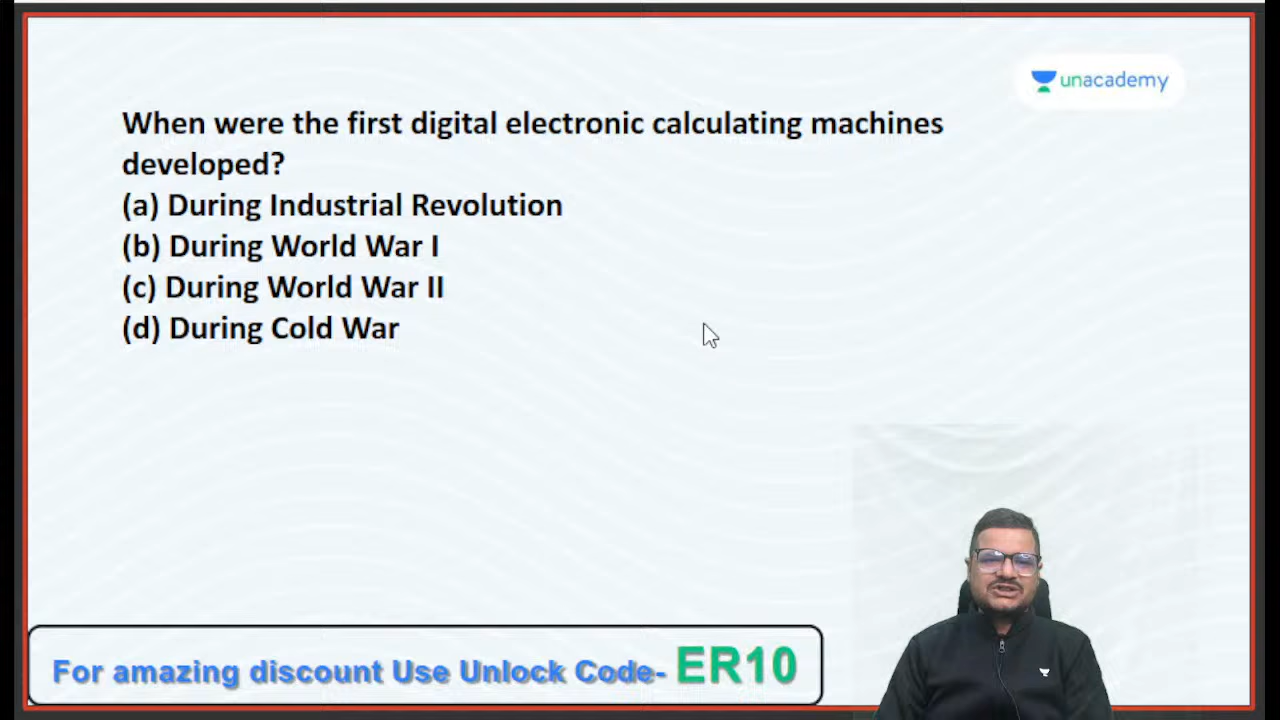 unacademy
When were the first digital electronic calculating machines
developed?
(a) During Industrial Revolution
(b) During World War I
(c) During World War II
(d) During Cold War
For amazing discount Use Unlock Code- ER10